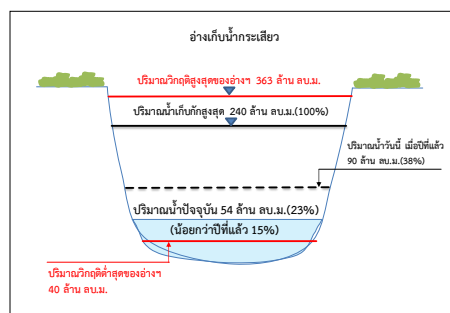 อ่างเก็บน้ำกระเสียว
ปริมาณวิกฤติสูงสุดของอ่างฯ 363 ล้าน ลบ.ม.
ปริมาณน้ำเก็บกักสูงสุด 240 ล้าน ลบ.ม.(100%)
ปริมาณน้ำวันนี้ เมื่อปีที่แล้ว
90 ล้าน ลบ.ม.(38%)
ปริมาณน้ำปัจจุบัน 54 ล้าน ลบ.ม.(23%)
(น้อยกว่าปีที่แล้ว 15%)
ปริมาณวิกฤติต่ำสุดของอ่างฯ
40 ล้าน ลบ.ม.